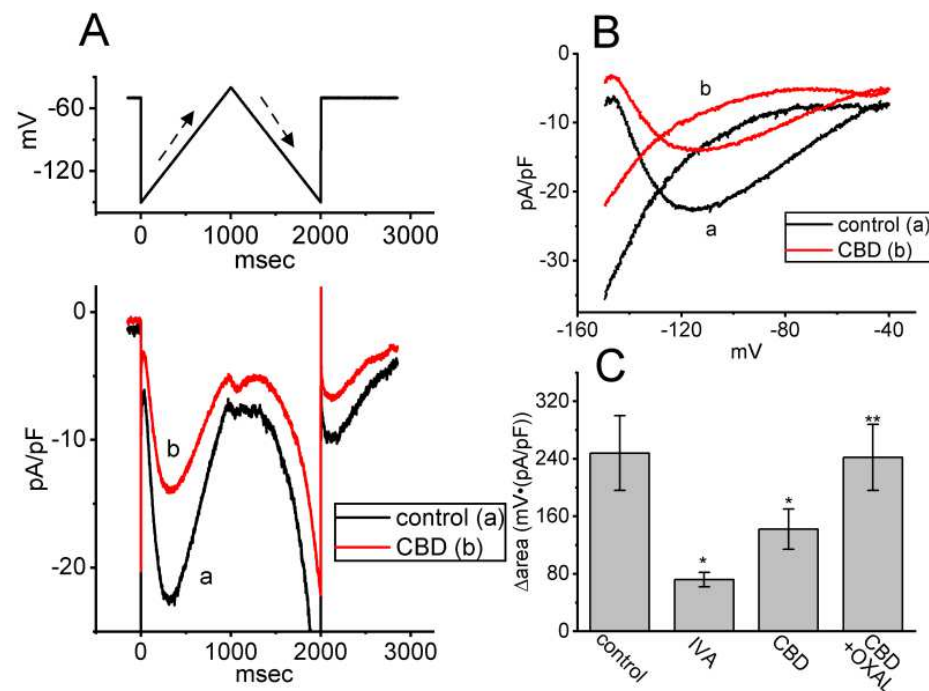 A
mV
-60
-120
0 1000 2000 3000
msec
pA/pF
0
-10
-20
b
a
control (a)
CBD (b)
0 1000 2000 3000
msec
B
pA/pF
0
-10
-20
-30
b
a
control (a)
CBD (b)
-160 -120 -80 -40
mV
C
Δarea (mV•(pA/pF))
320
240
160
80
0
*
*
**
control IVA CBD CBD
+OXAL